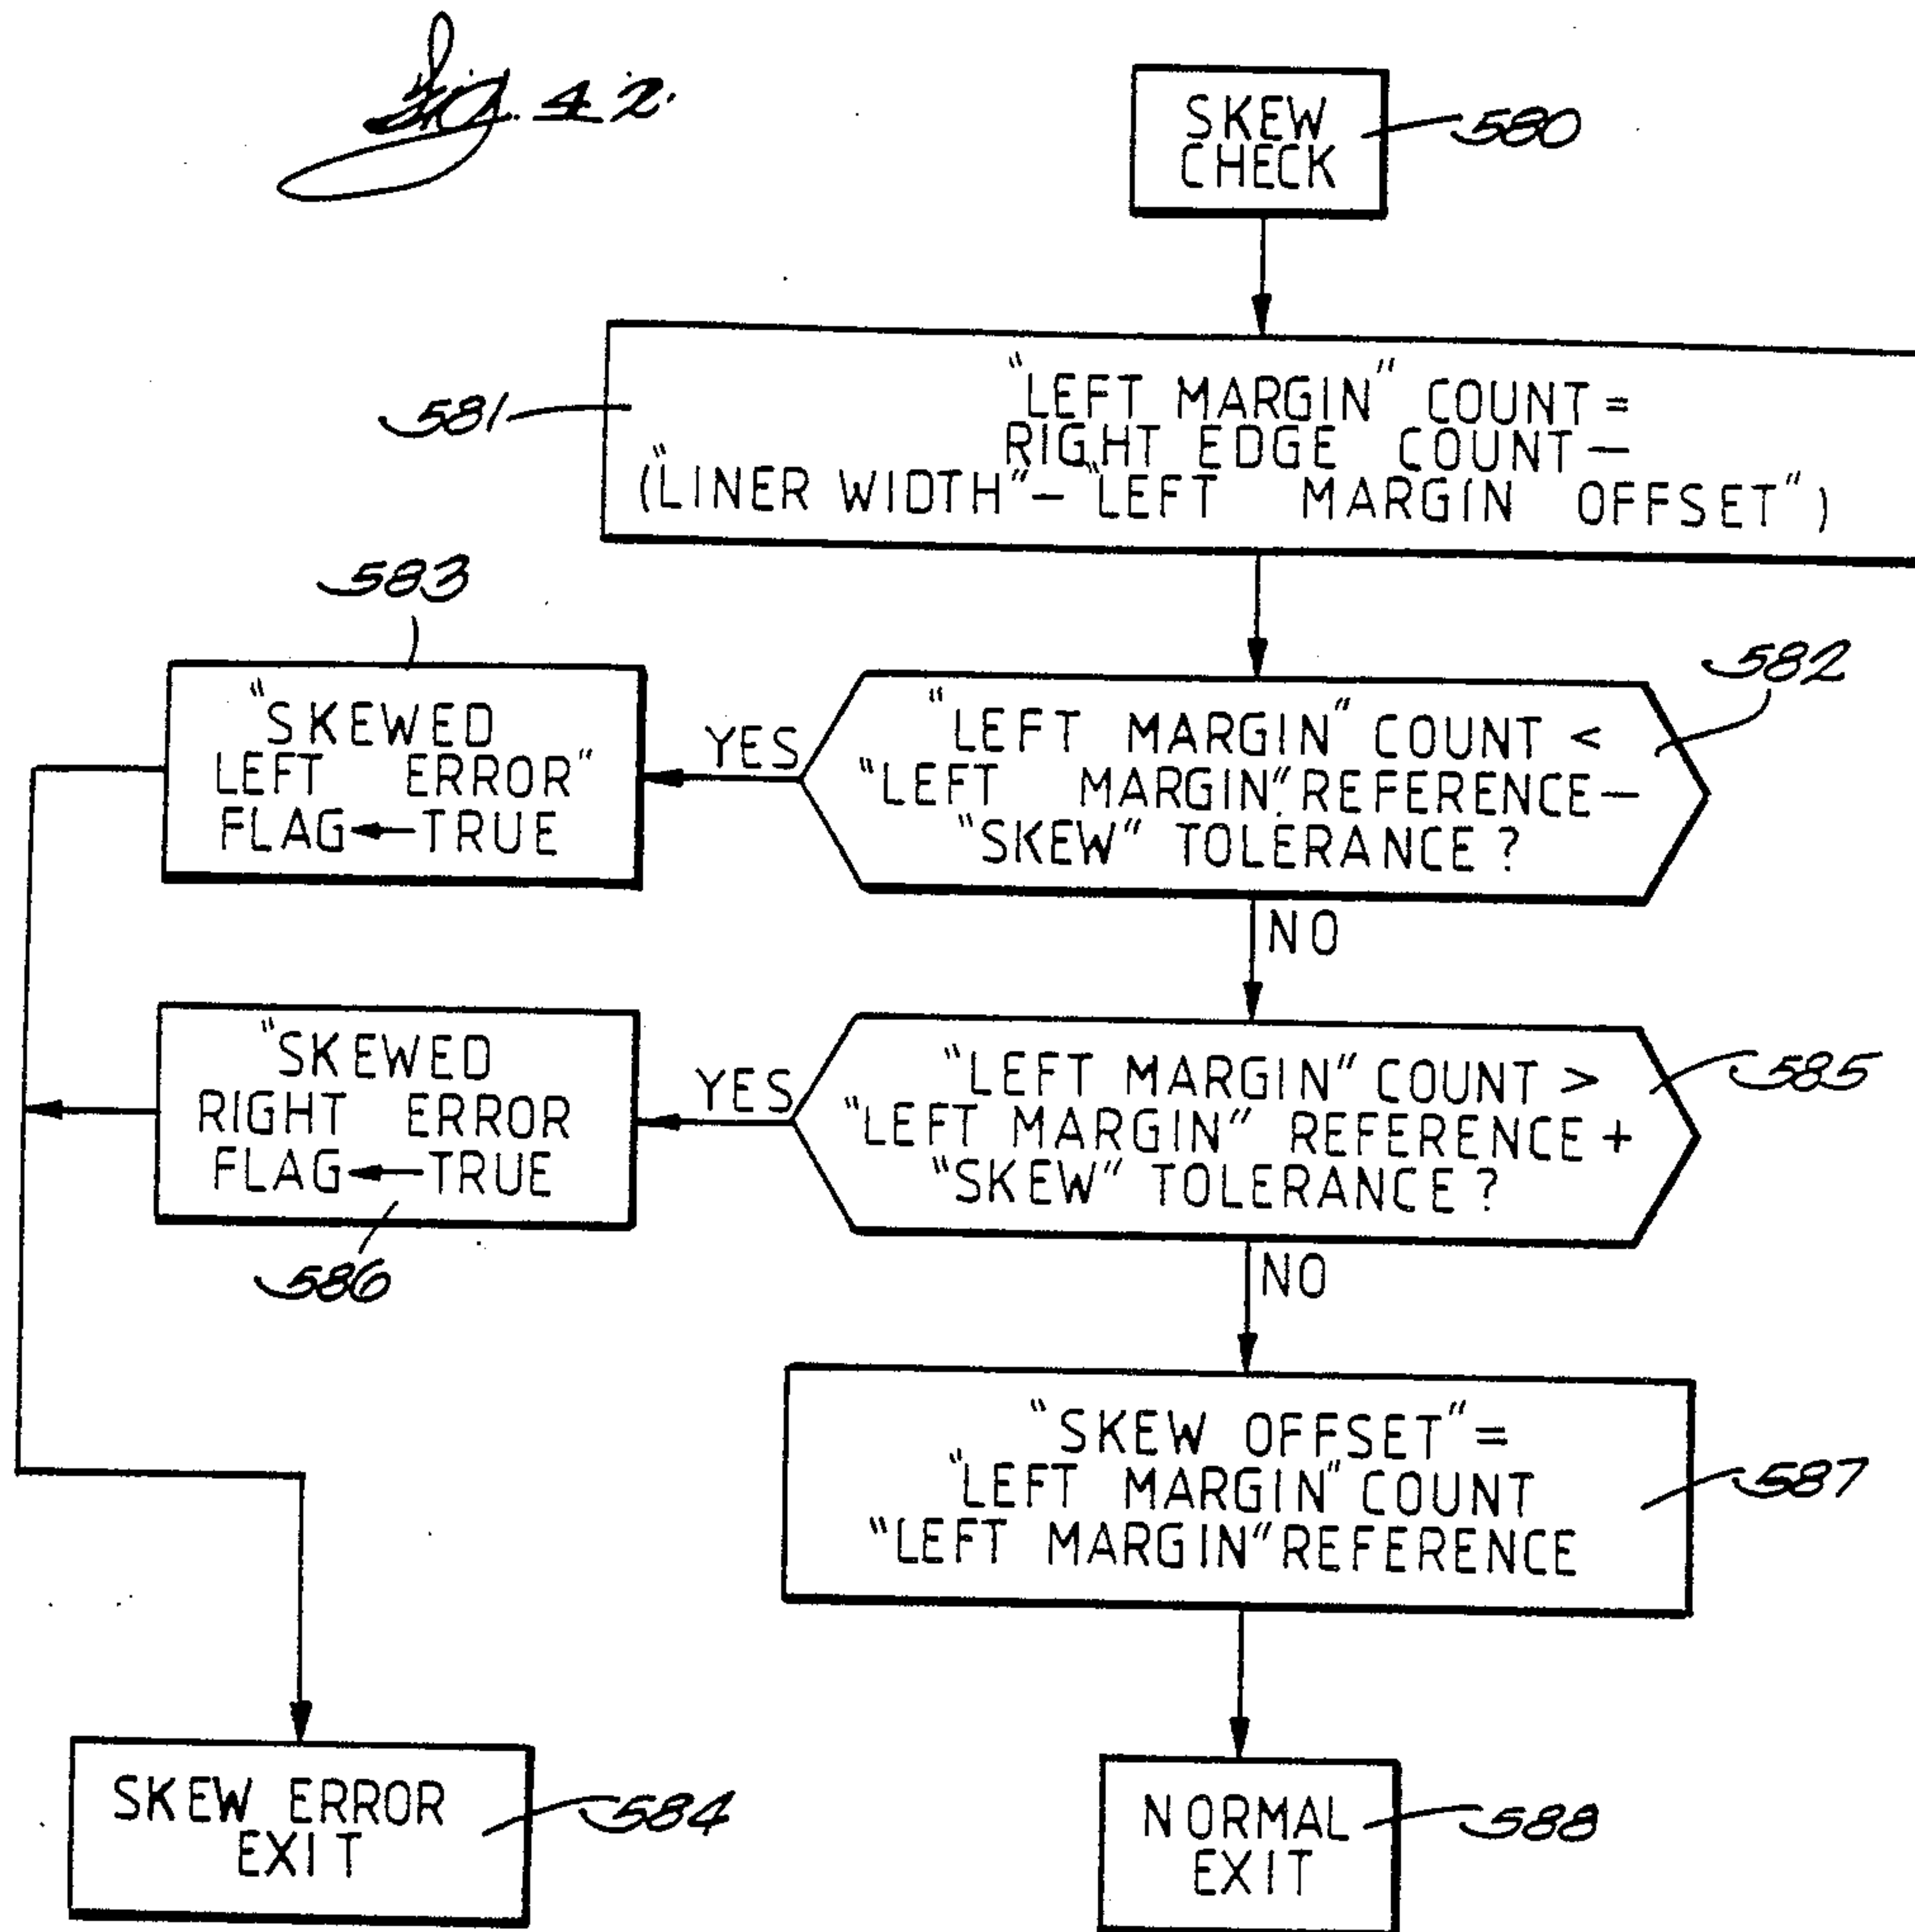 Fig. 42.
SKEW
CHECK
580
"LEFT MARGIN" COUNT=
RIGHT EDGE COUNT—
("LINER WIDTH"—"LEFT MARGIN OFFSET")
581
583
"SKEWED
LEFT ERROR"
FLAG←TRUE
YES
"LEFT MARGIN" COUNT <
"LEFT MARGIN" REFERENCE—
"SKEW" TOLERANCE?
582
NO
"SKEWED
RIGHT ERROR
FLAG←TRUE
586
YES
"LEFT MARGIN" COUNT >
"LEFT MARGIN" REFERENCE+
"SKEW" TOLERANCE?
585
NO
"SKEW OFFSET"=
"LEFT MARGIN" COUNT
"LEFT MARGIN" REFERENCE
587
SKEW ERROR
EXIT
584
NORMAL
EXIT
588